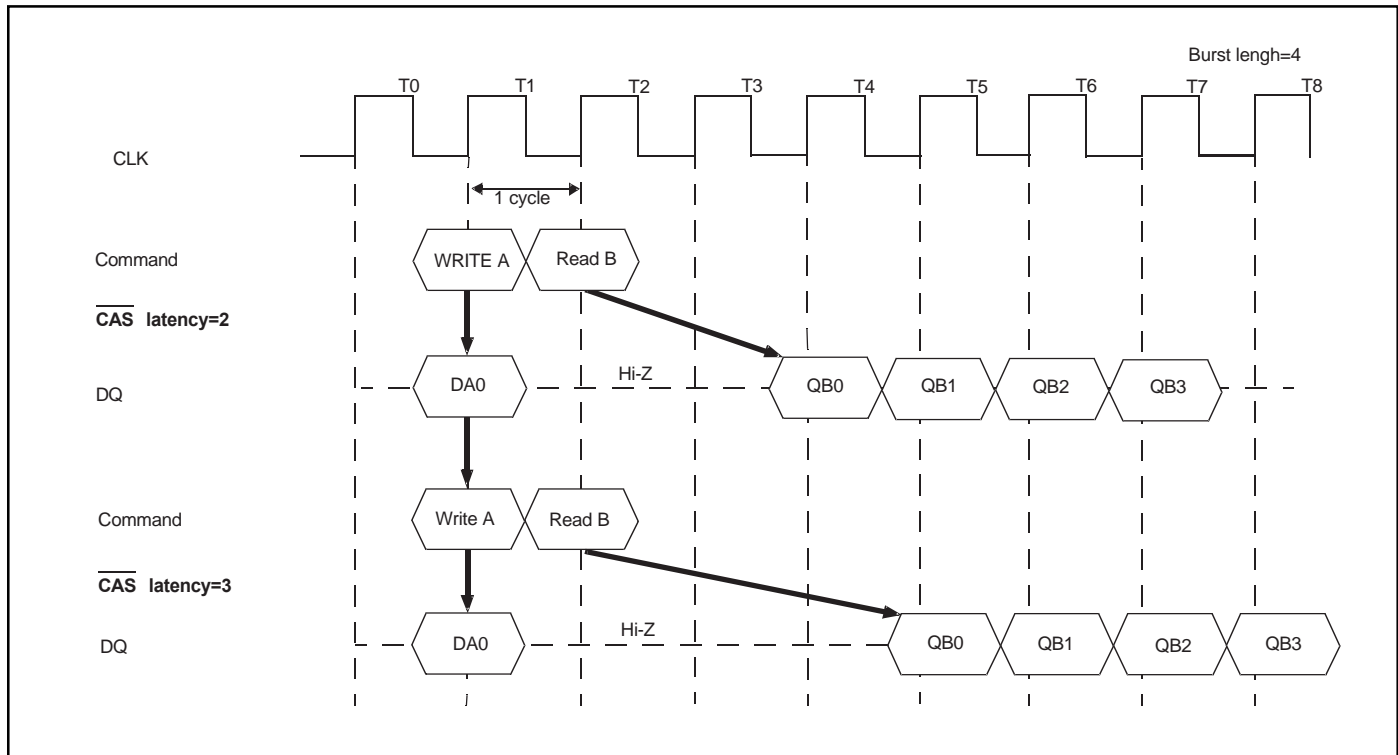 Burst lengh=4
T0 T1 T2 T3 T4 T5 T6 T7 T8
CLK
1 cycle
Command WRITE A Read B
CAS latency=2
DQ DA0 Hi-Z QB0 QB1 QB2 QB3
Command Write A Read B
CAS latency=3
DQ DA0 Hi-Z QB0 QB1 QB2 QB3